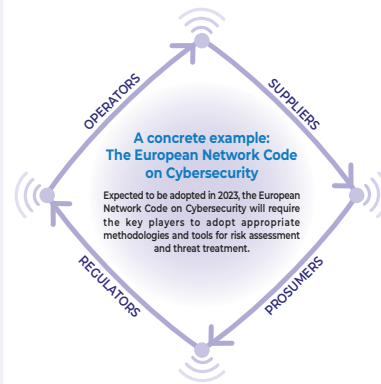 OPERATORS
SUPPLIERS
A concrete example:
The European Network Code
on Cybersecurity
Expected to be adopted in 2023, the European
Network Code on Cybersecurity will require
the key players to adopt appropriate
methodologies and tools for risk assessment
and threat treatment.
REGULATORS
PROSUMERS